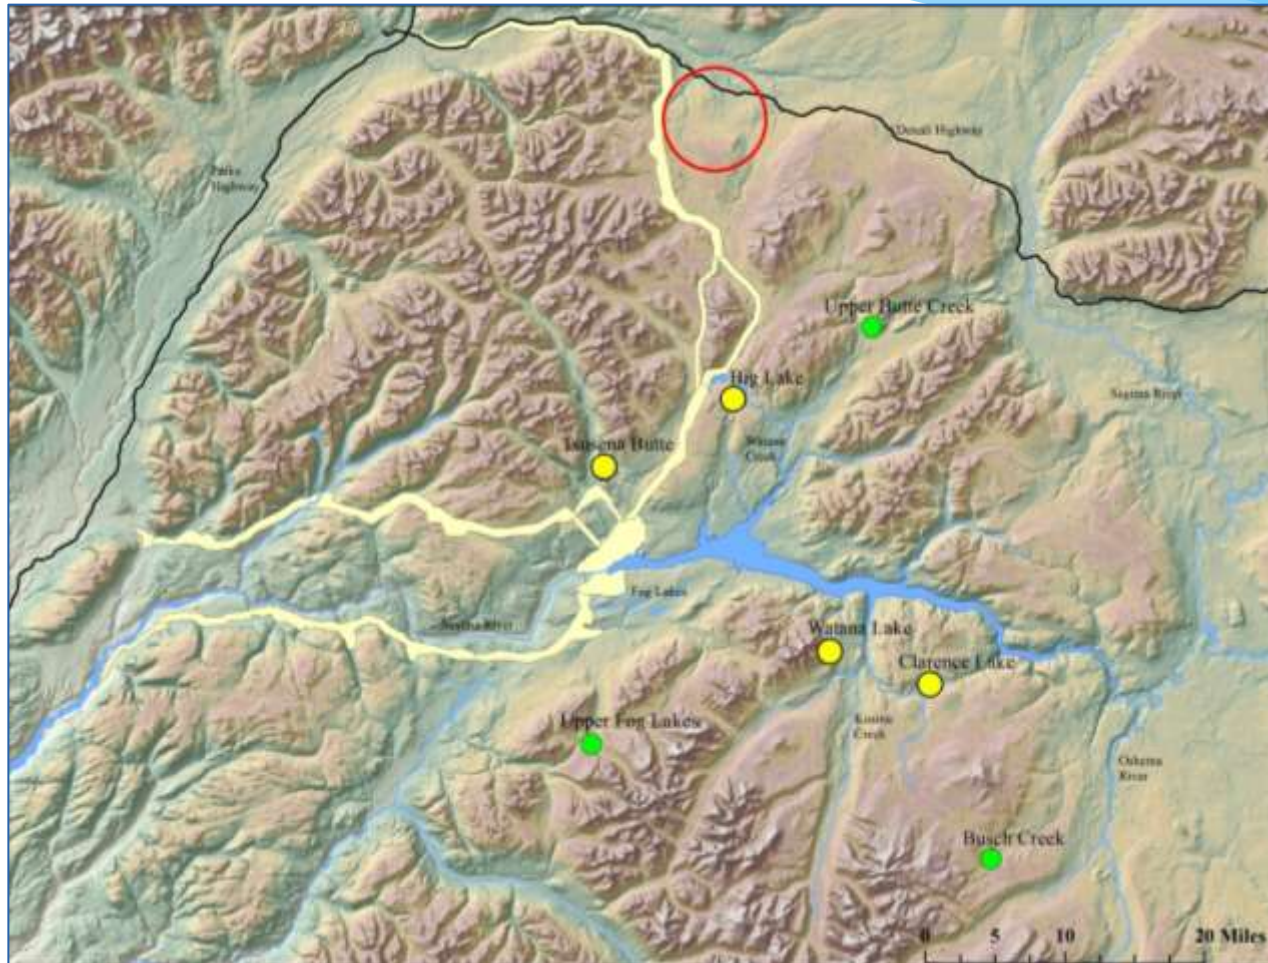 Denali Highway
Parks
Highway
Upper Butte Creek
Big Lake
Susitna River
Tsusena Butte
Watana
Creek
Fog Lakes
Susitna River
Watana Lake
Clarence Lake
Upper Fog Lakes
Kosina
Creek
Oshetna
River
Busch Creek
0 5 10 20 Miles